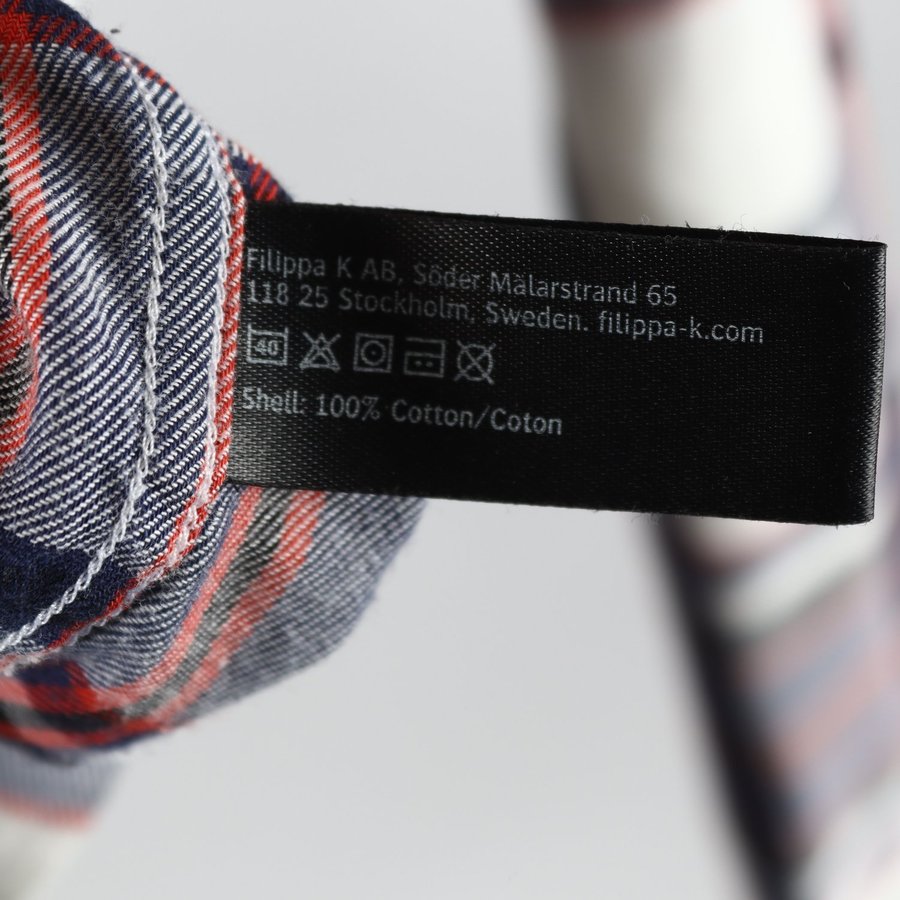 Filippa K AB, Söder Mälarstrand 65
118 25 Stockholm, Sweden. filippa-k.com
40
Shell: 100% Cotton/Coton